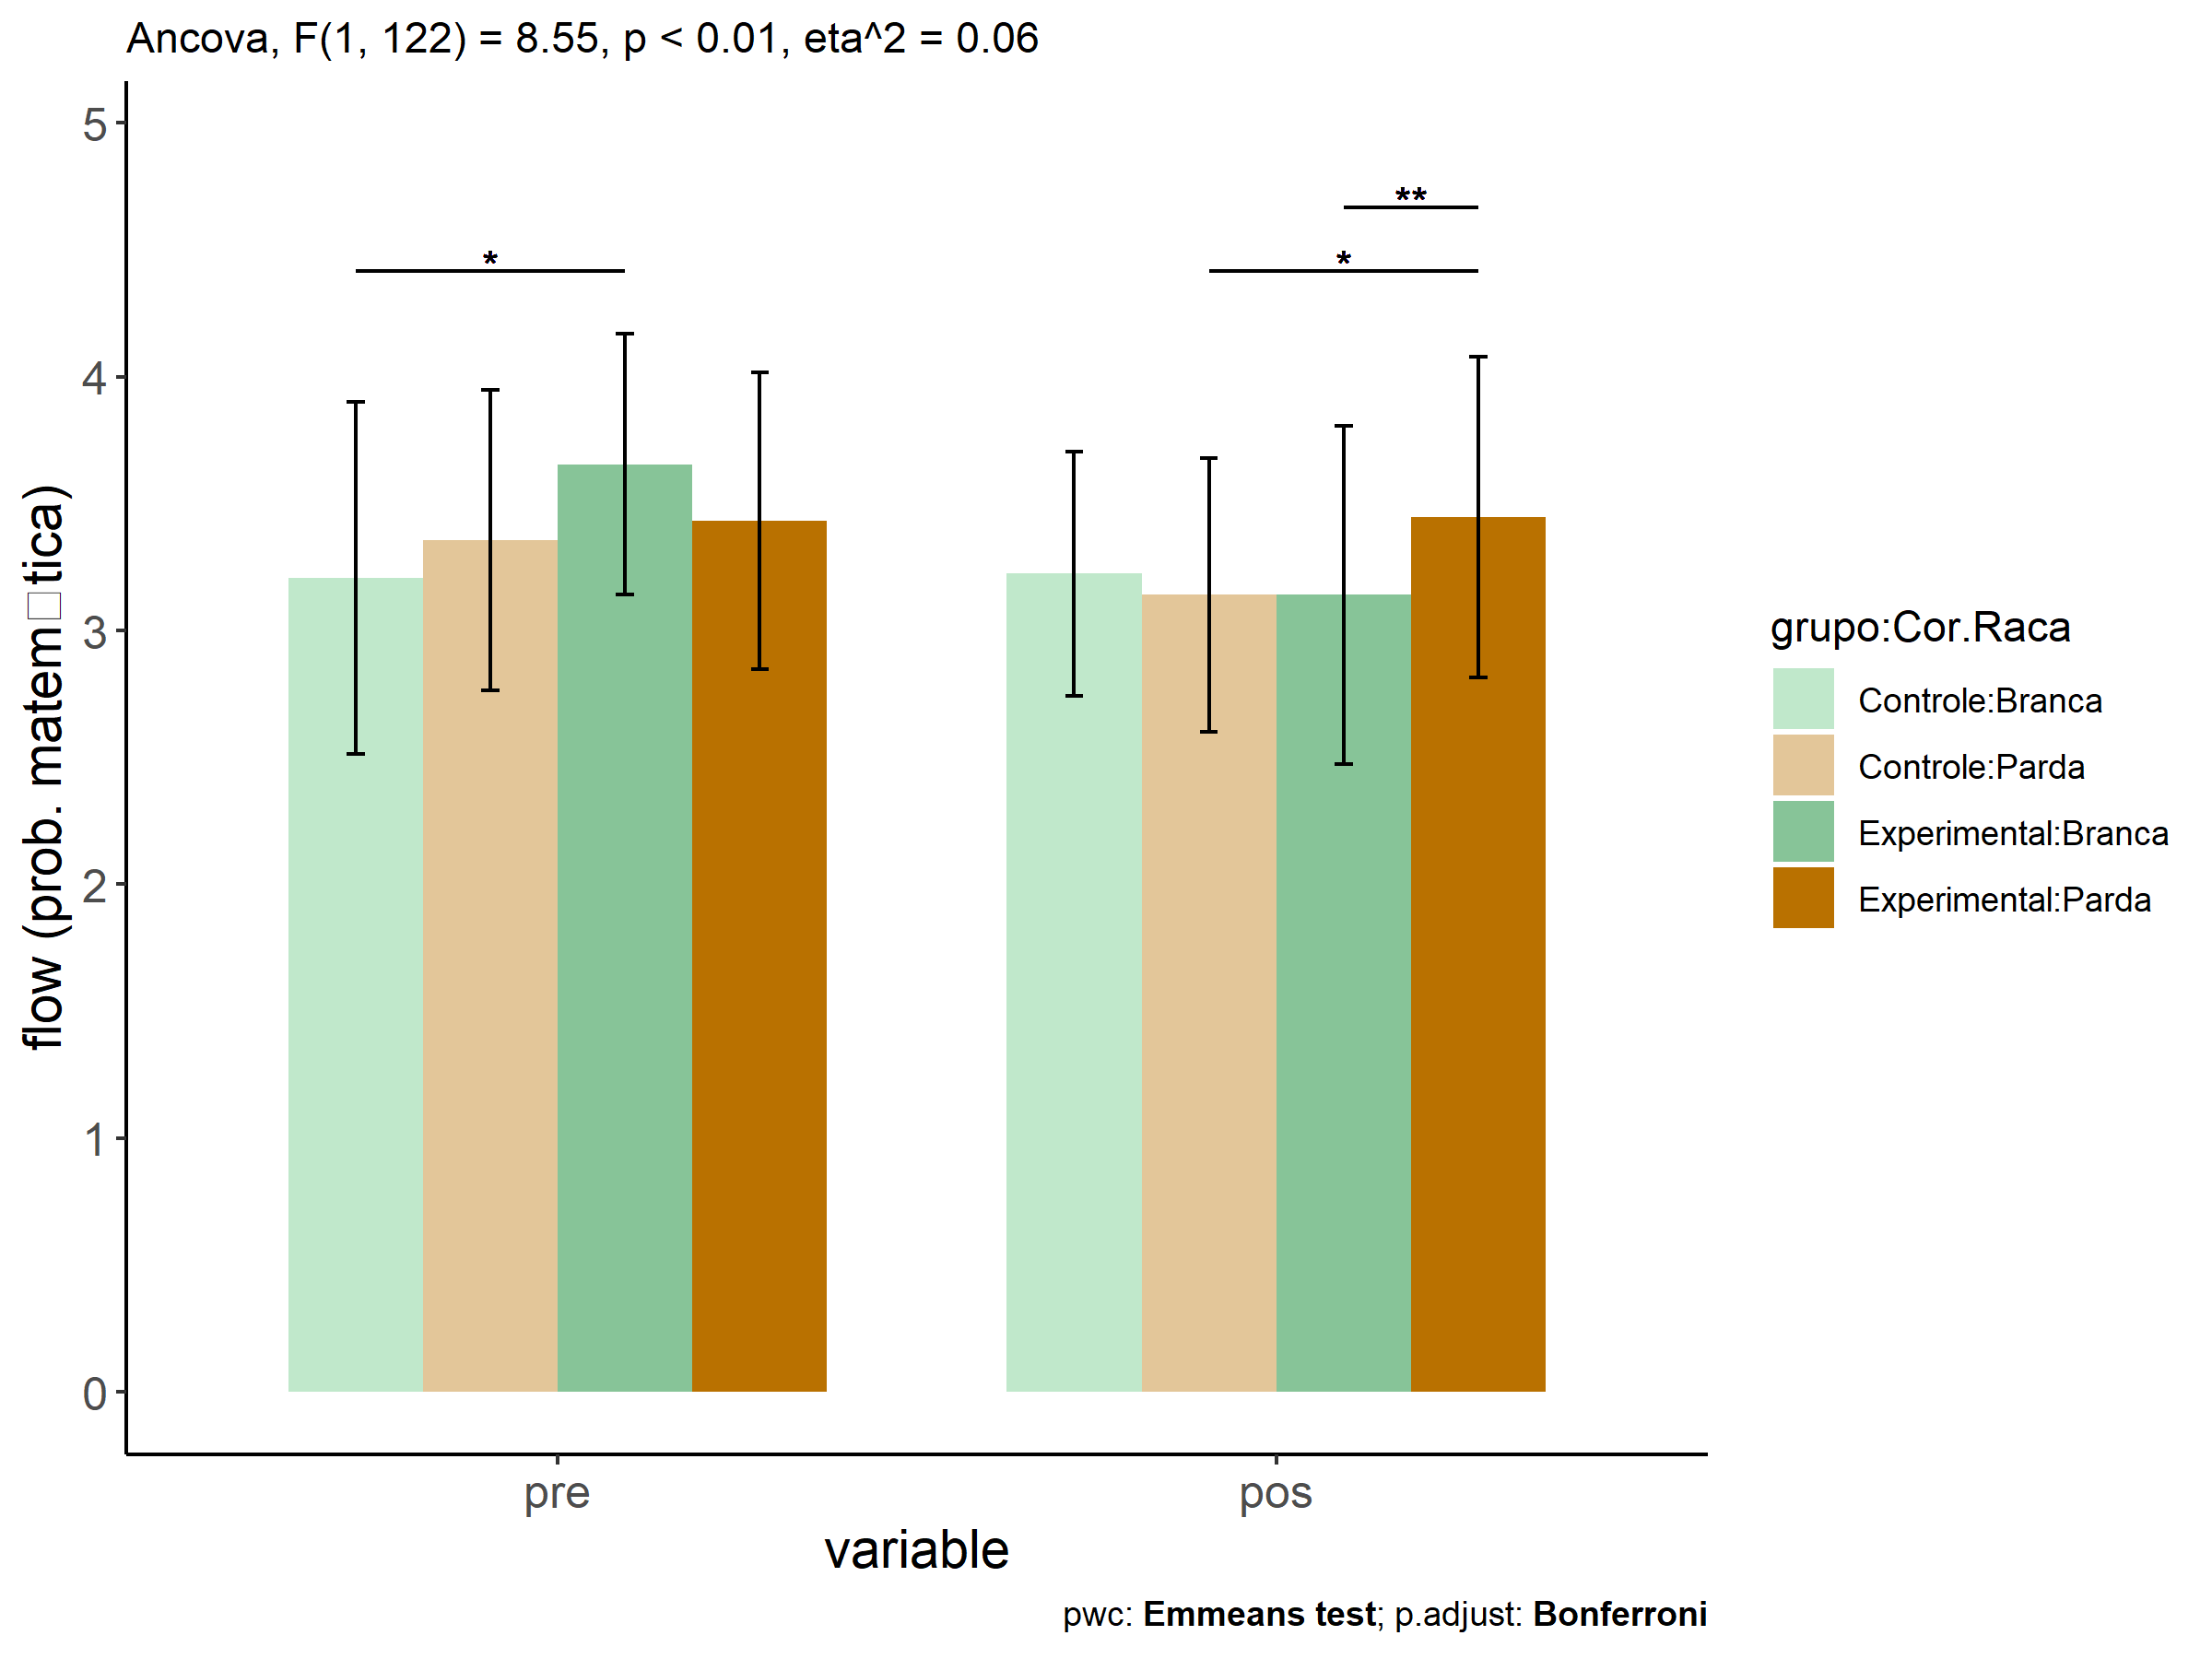 Ancova, F(1, 122) = 8.55, p < 0.01, eta^2 = 0.06
flow (prob. matem□tica)
5
4
3
2
1
0
**
*
*
pre
pos
variable
grupo:Cor.Raca
Controle:Branca
Controle:Parda
Experimental:Branca
Experimental:Parda
pwc: Emmeans test; p.adjust: Bonferroni